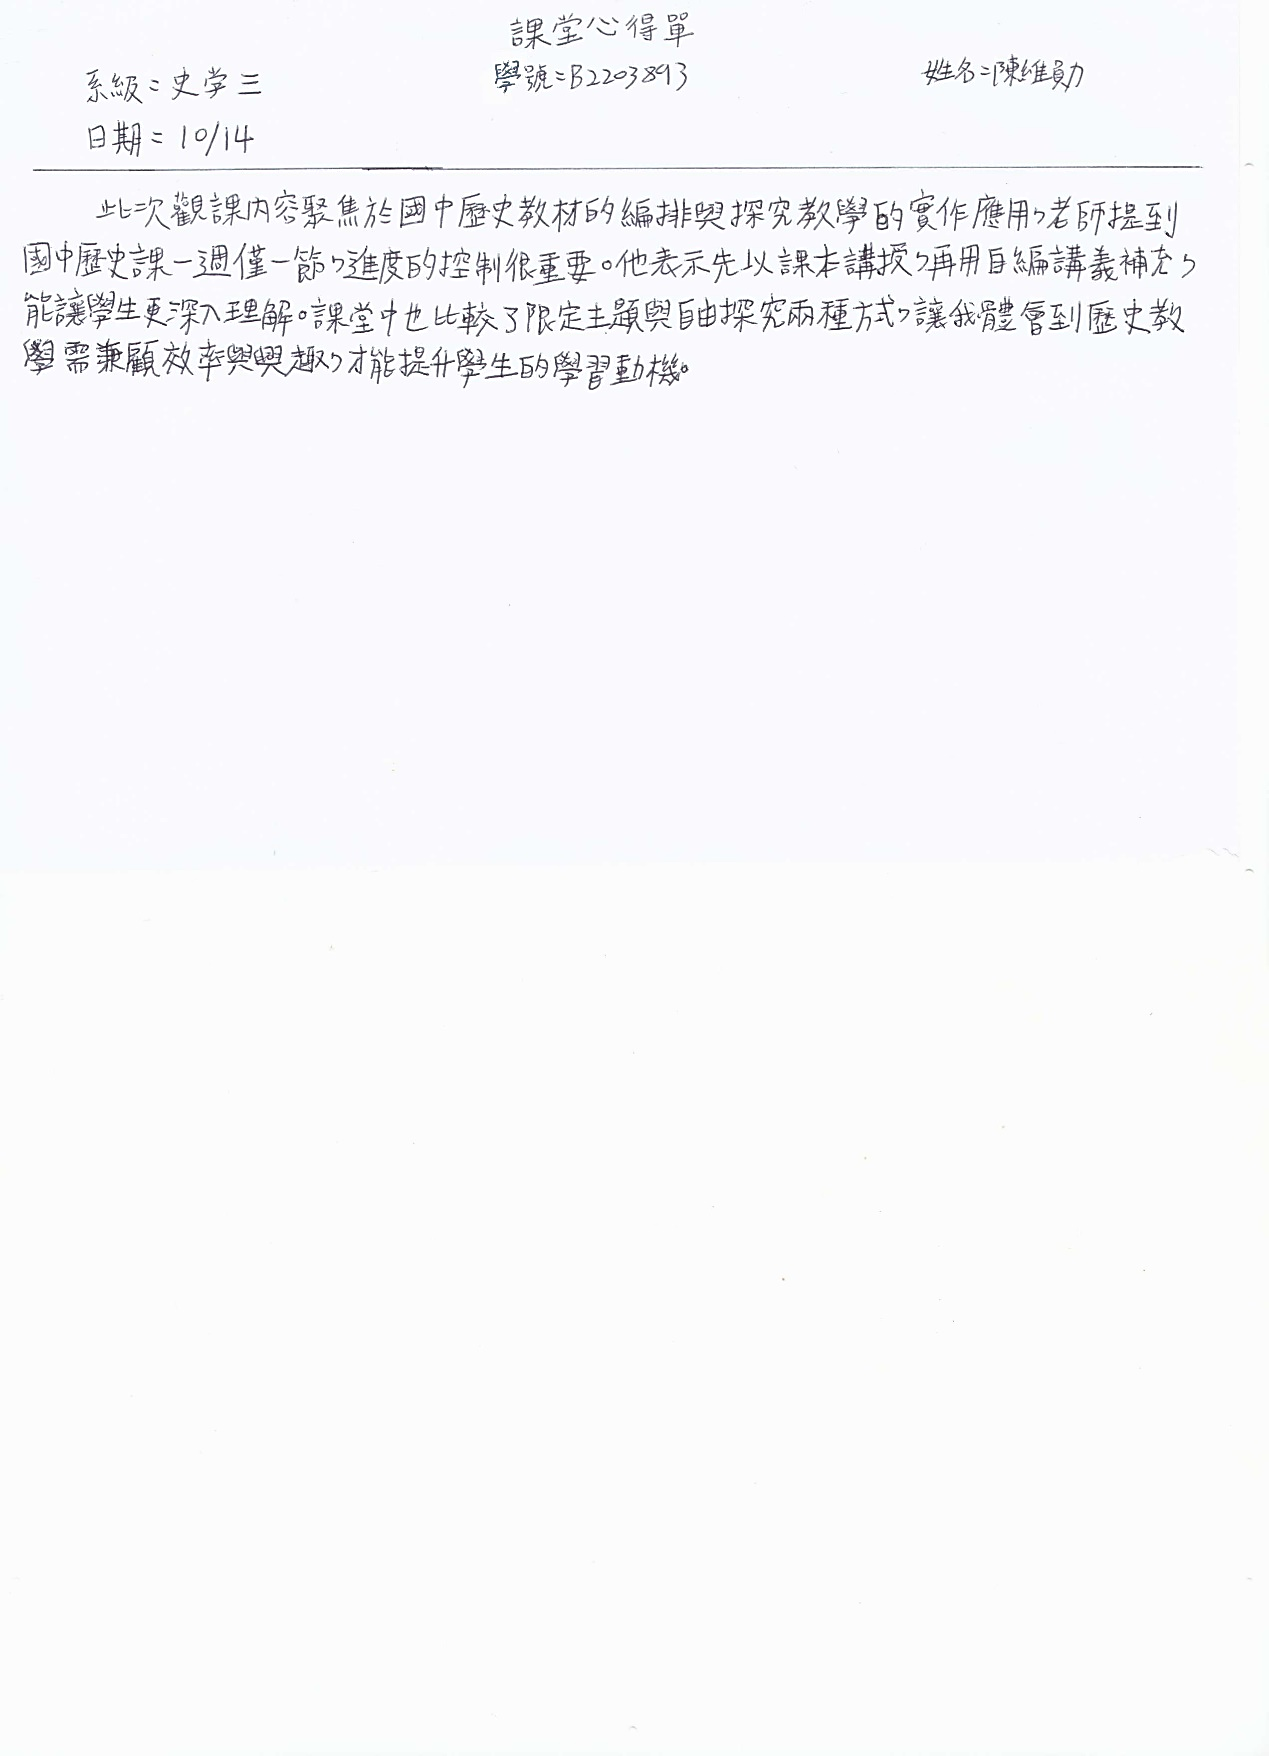 課堂心得單
系級：史学三 學號：B2203893 姓名：陳維勛
日期：10/14
此次觀課內容聚焦於國中歷史教材的編排與探究教學的實作應用，老師提到
國中歷史課一週僅一節，進度的控制很重要。他表示先以課本講授，再用自編講義補充，
能讓學生更深入理解。課堂中也比較了限定主題與自由探究兩種方式，讓我體會到歷史教
學需兼顧效率與興趣，才能提升學生的學習動機。